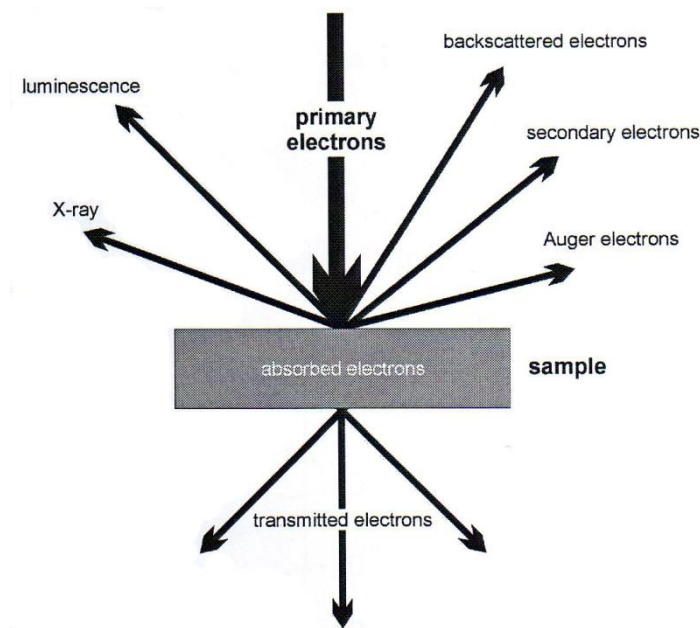 backscattered electrons
luminescence
primary
electrons
secondary electrons
X-ray
Auger electrons
absorbed electrons
sample
transmitted electrons